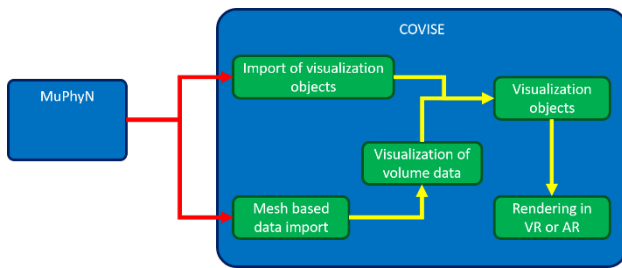 COVISE
MuPhyN
Import of visualization
objects
Visualization
objects
Visualization of
volume data
Mesh based
data import
Rendering in
VR or AR